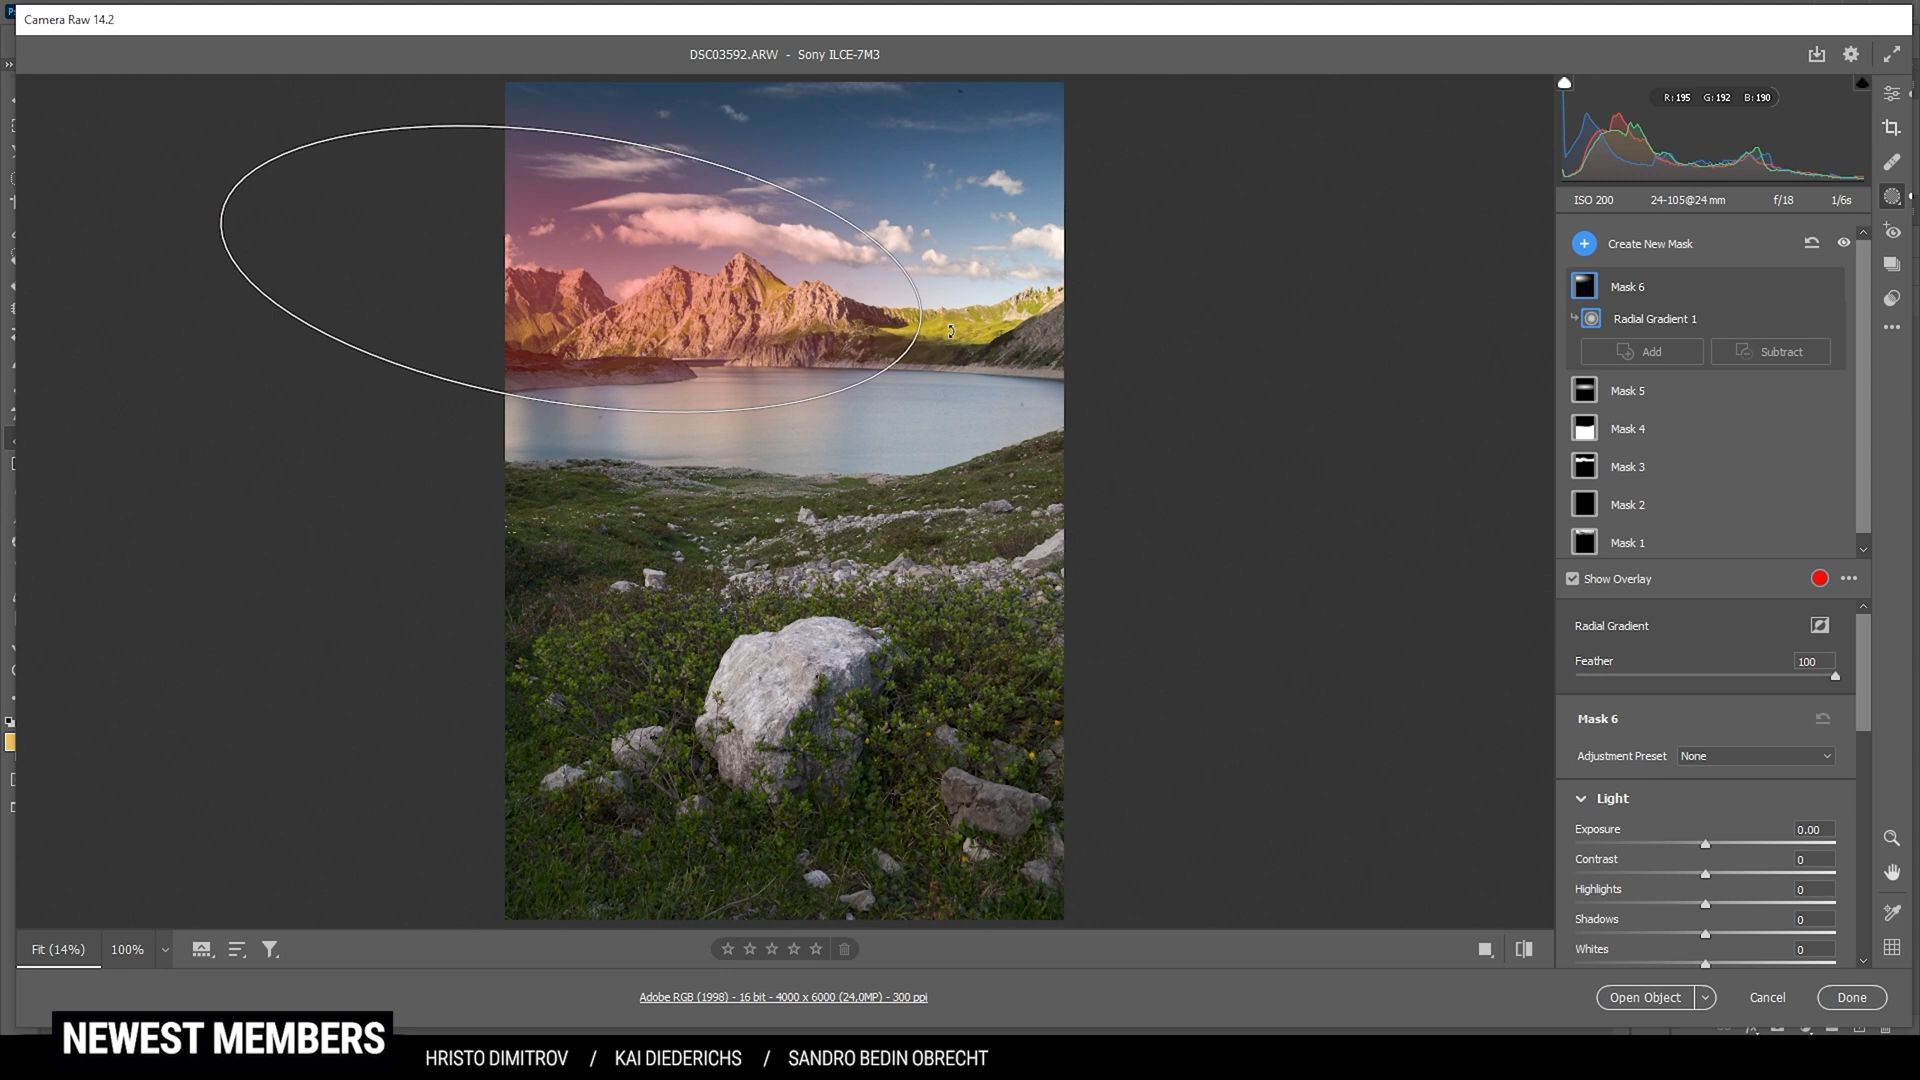 Camera Raw 14.2
DSC03592.ARW - Sony ILCE-7M3
R: 195 G: 192 B: 190
ISO 200 24-105@24 mm f/18 1/6s
Create New Mask
Mask 6
Radial Gradient 1
Add Subtract
Mask 5
Mask 4
Mask 3
Mask 2
Mask 1
Show Overlay
Radial Gradient
Feather 100
Mask 6
Adjustment Preset None
Light
Exposure 0.00
Contrast 0
Highlights 0
Shadows 0
Whites 0
Fit (14%) 100%
Adobe RGB (1998) - 16 bit - 4000 x 6000 (24,0MP) - 300 ppi
Open Object Cancel Done
NEWEST MEMBERS
HRISTO DIMITROV / KAI DIEDERICHS / SANDRO BEDIN OBRECHT